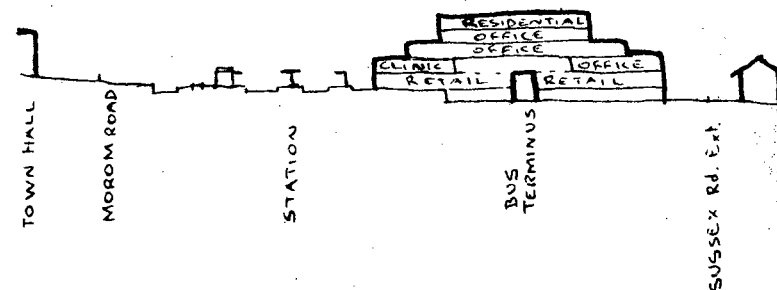 RESIDENTIAL
OFFICE
OFFICE
CLINIC OFFICE
RETAIL RETAIL
TOWN HALL
MOROM ROAD
STATION
BUS
TERMINUS
SUSSEX Rd. Ext.